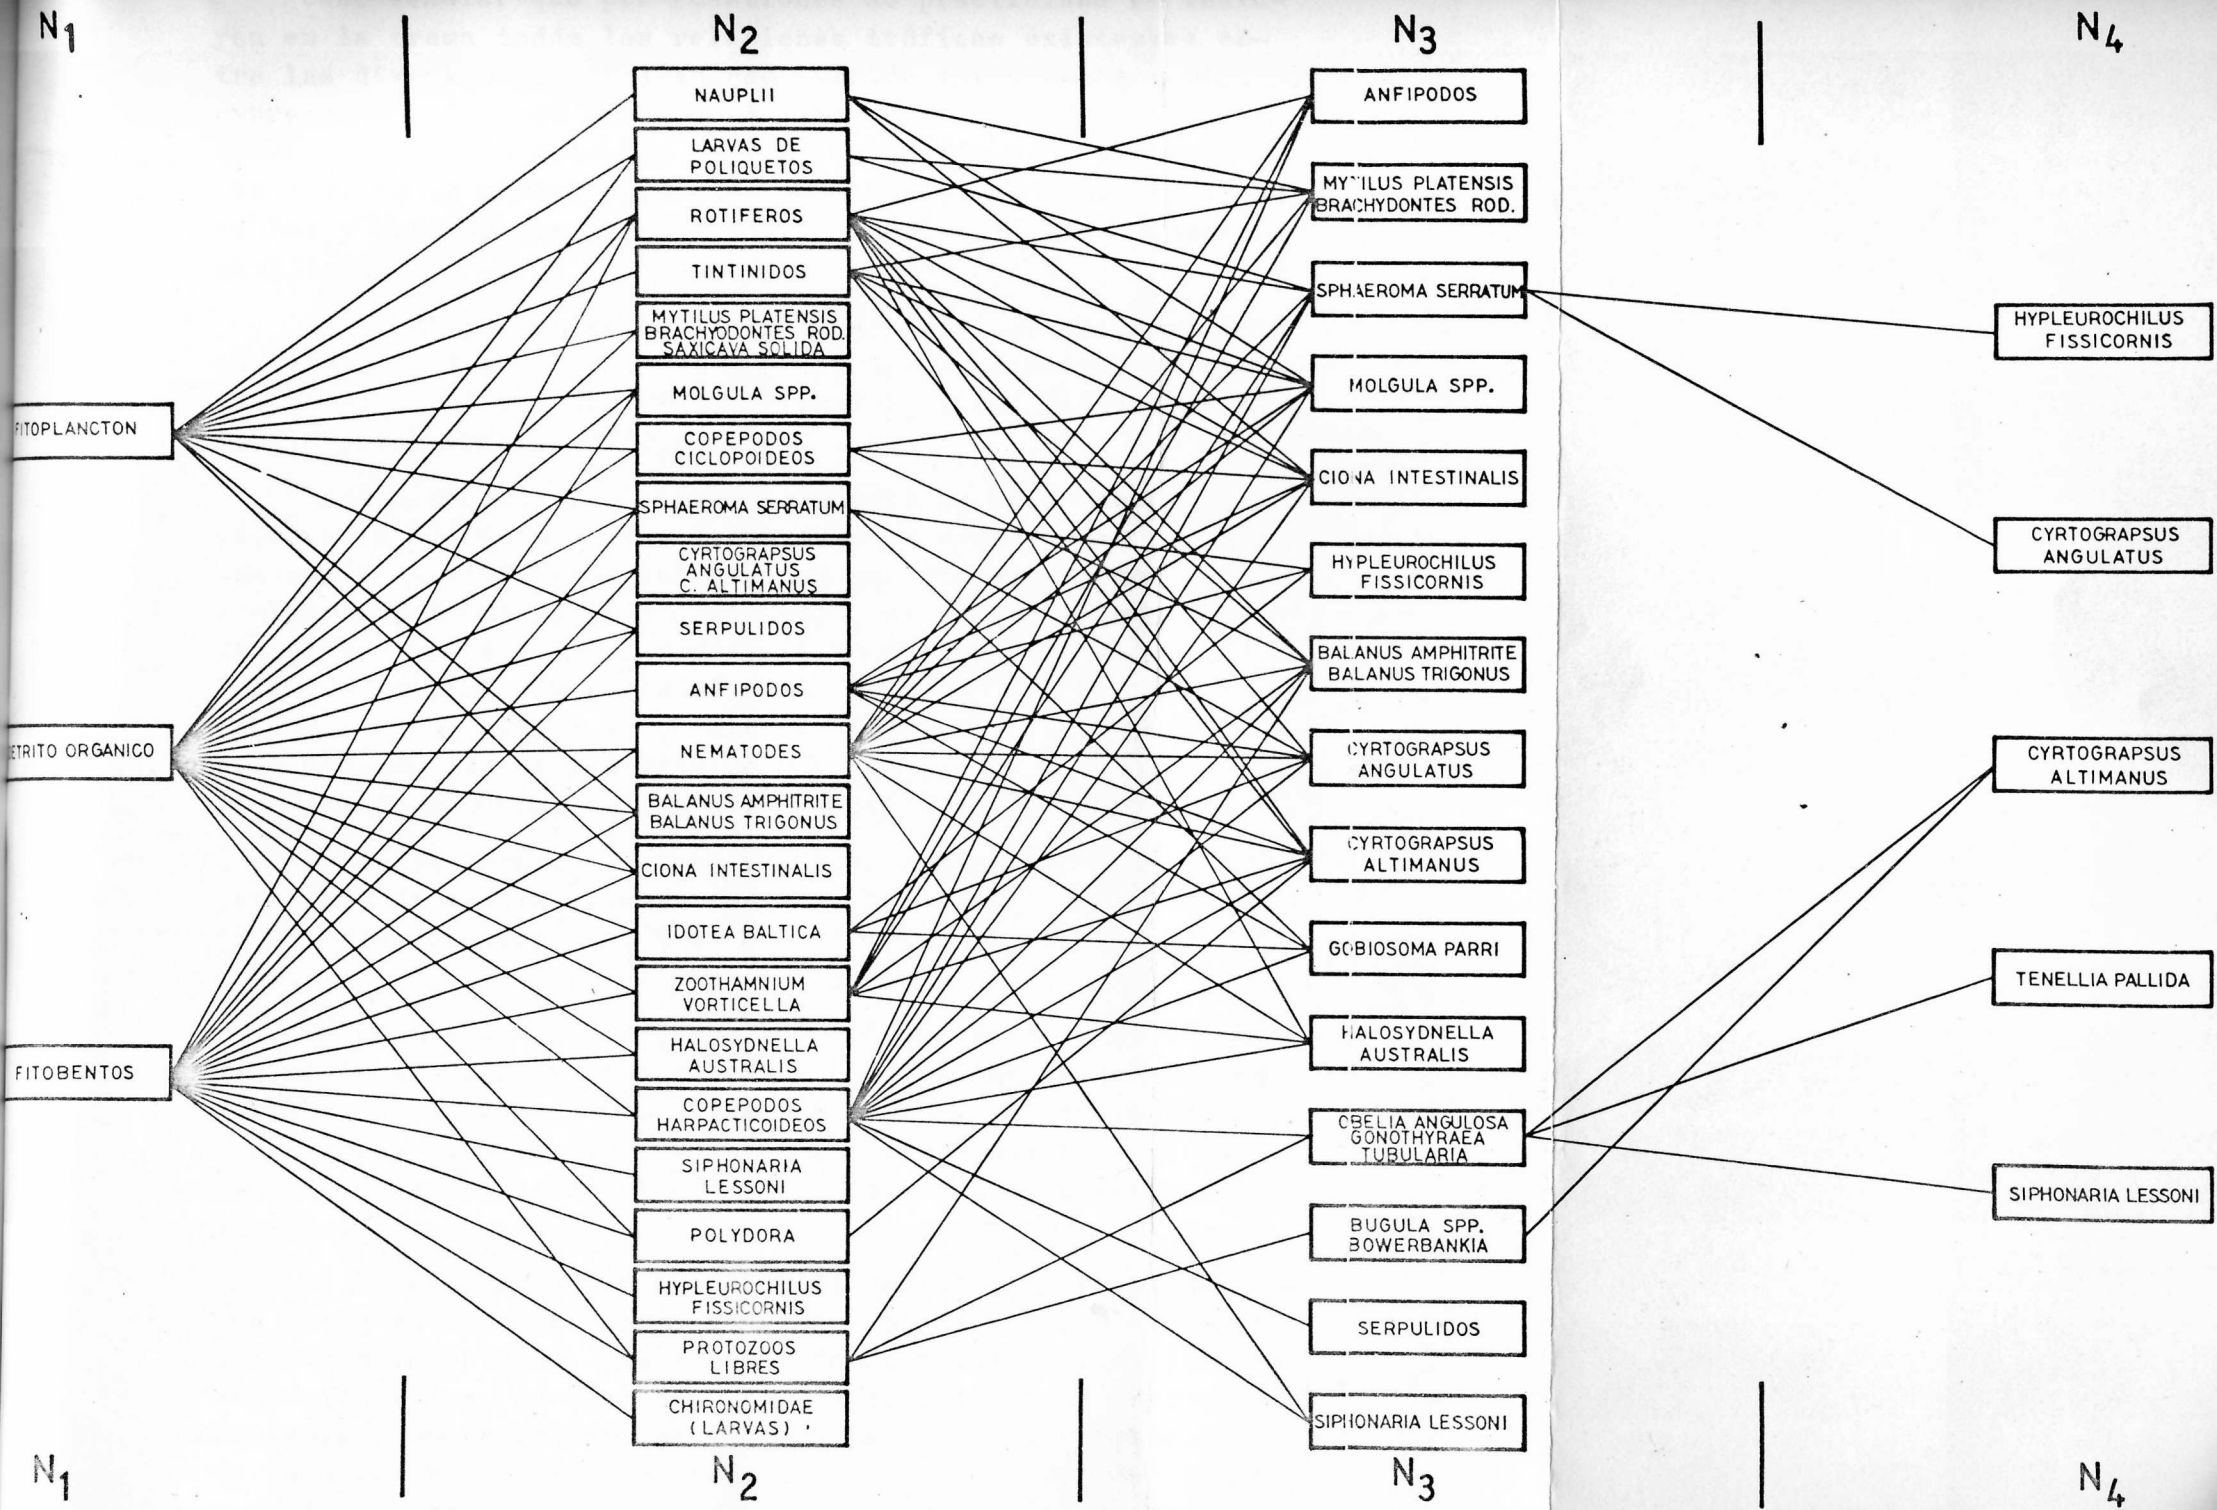 N1
N2
N3
N4
NAUPLII
LARVAS DE
POLIQUETOS
ROTIFEROS
TINTINIDOS
MYTILUS PLATENSIS
BRACHYODONTES ROD.
SAXICAVA SOLIDA
MOLGULA SPP.
COPEPODOS
CICLOPOIDEOS
SPHAEROMA SERRATUM
CYRTOGRAPSUS
ANGULATUS
C. ALTIMANUS
SERPULIDOS
ANFIPODOS
NEMATODES
BALANUS AMPHITRITE
BALANUS TRIGONUS
CIONA INTESTINALIS
IDOTEA BALTICA
ZOOTHAMNIUM
VORTICELLA
HALOSYDNELLA
AUSTRALIS
COPEPODOS
HARPACTICOIDEOS
SIPHONARIA
LESSONI
POLYDORA
HYPLEUROCHILUS
FISSICORNIS
PROTOZOOS
LIBRES
CHIRONOMIDAE
(LARVAS)
FITOPLANCTON
DETRITO ORGANICO
FITOBENTOS
ANFIPODOS
MYTILUS PLATENSIS
BRACHYDONTES ROD.
SPHAEROMA SERRATUM
MOLGULA SPP.
CIONA INTESTINALIS
HYPLEUROCHILUS
FISSICORNIS
BALANUS AMPHITRITE
BALANUS TRIGONUS
CYRTOGRAPSUS
ANGULATUS
CYRTOGRAPSUS
ALTIMANUS
GOBIOSOMA PARRI
HALOSYDNELLA
AUSTRALIS
OBELIA ANGULOSA
GONOTHYRAEA
TUBULARIA
BUGULA SPP.
BOWERBANKIA
SERPULIDOS
SIPHONARIA LESSONI
HYPLEUROCHILUS
FISSICORNIS
CYRTOGRAPSUS
ANGULATUS
CYRTOGRAPSUS
ALTIMANUS
TENELLIA PALLIDA
SIPHONARIA LESSONI
N1
N2
N3
N4